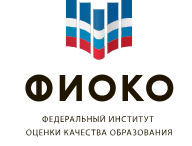 ФИОКО
ФЕДЕРАЛЬНЫЙ ИНСТИТУТ
ОЦЕНКИ КАЧЕСТВА ОБРАЗОВАНИЯ